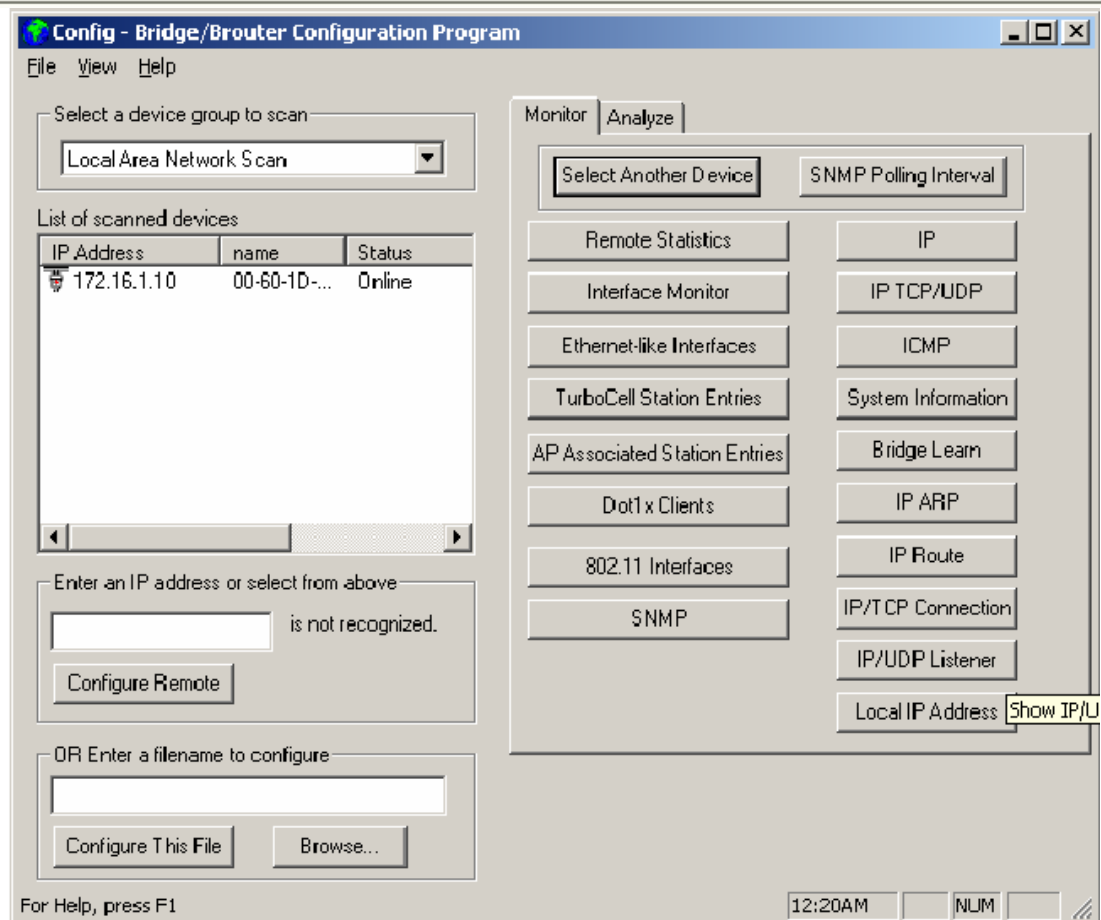 Config - Bridge/Brouter Configuration Program
File View Help
Select a device group to scan
Local Area Network Scan
List of scanned devices
IP Address name Status
172.16.1.10 00-60-1D-... Online
Enter an IP address or select from above
is not recognized.
Configure Remote
OR Enter a filename to configure
Configure This File Browse...
Monitor Analyze
Select Another Device SNMP Polling Interval
Remote Statistics IP
Interface Monitor IP TCP/UDP
Ethernet-like Interfaces ICMP
TurboCell Station Entries System Information
AP Associated Station Entries Bridge Learn
Dot1x Clients IP ARP
802.11 Interfaces IP Route
SNMP IP/TCP Connection
IP/UDP Listener
Local IP Address Show IP/U
For Help, press F1 12:20AM NUM